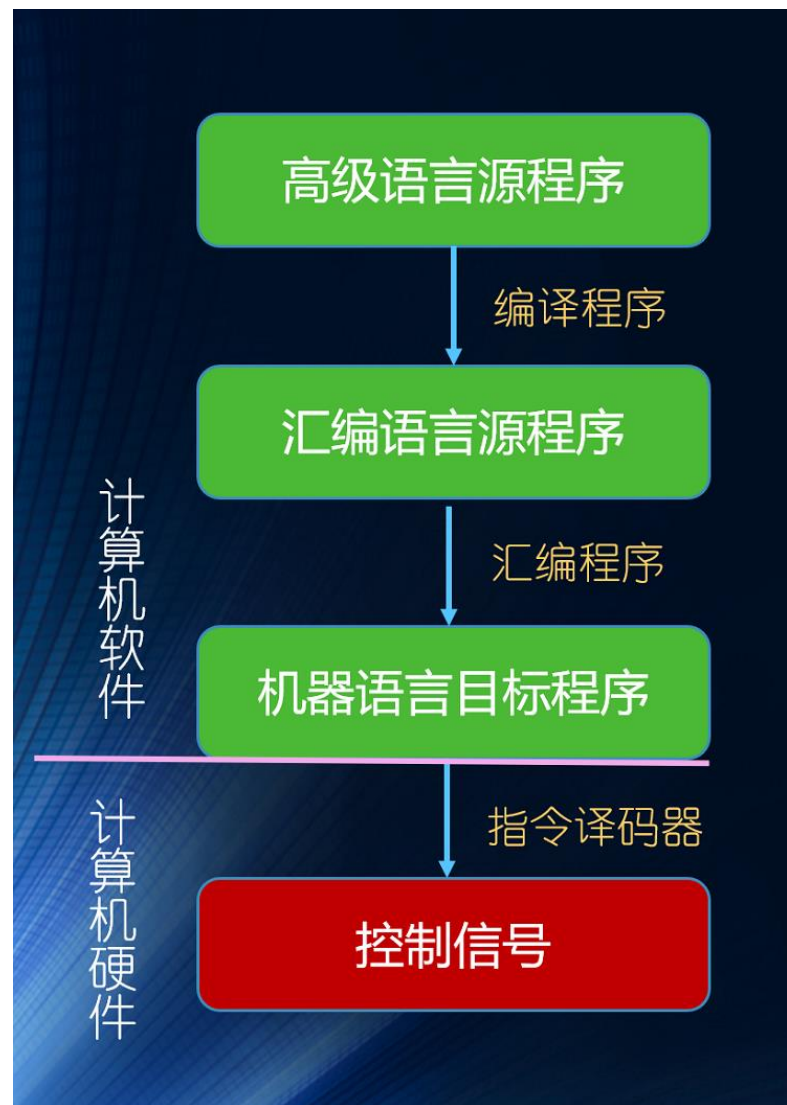 高级语言源程序
编译程序
汇编语言源程序
汇编程序
计算机软件
机器语言目标程序
指令译码器
计算机硬件
控制信号